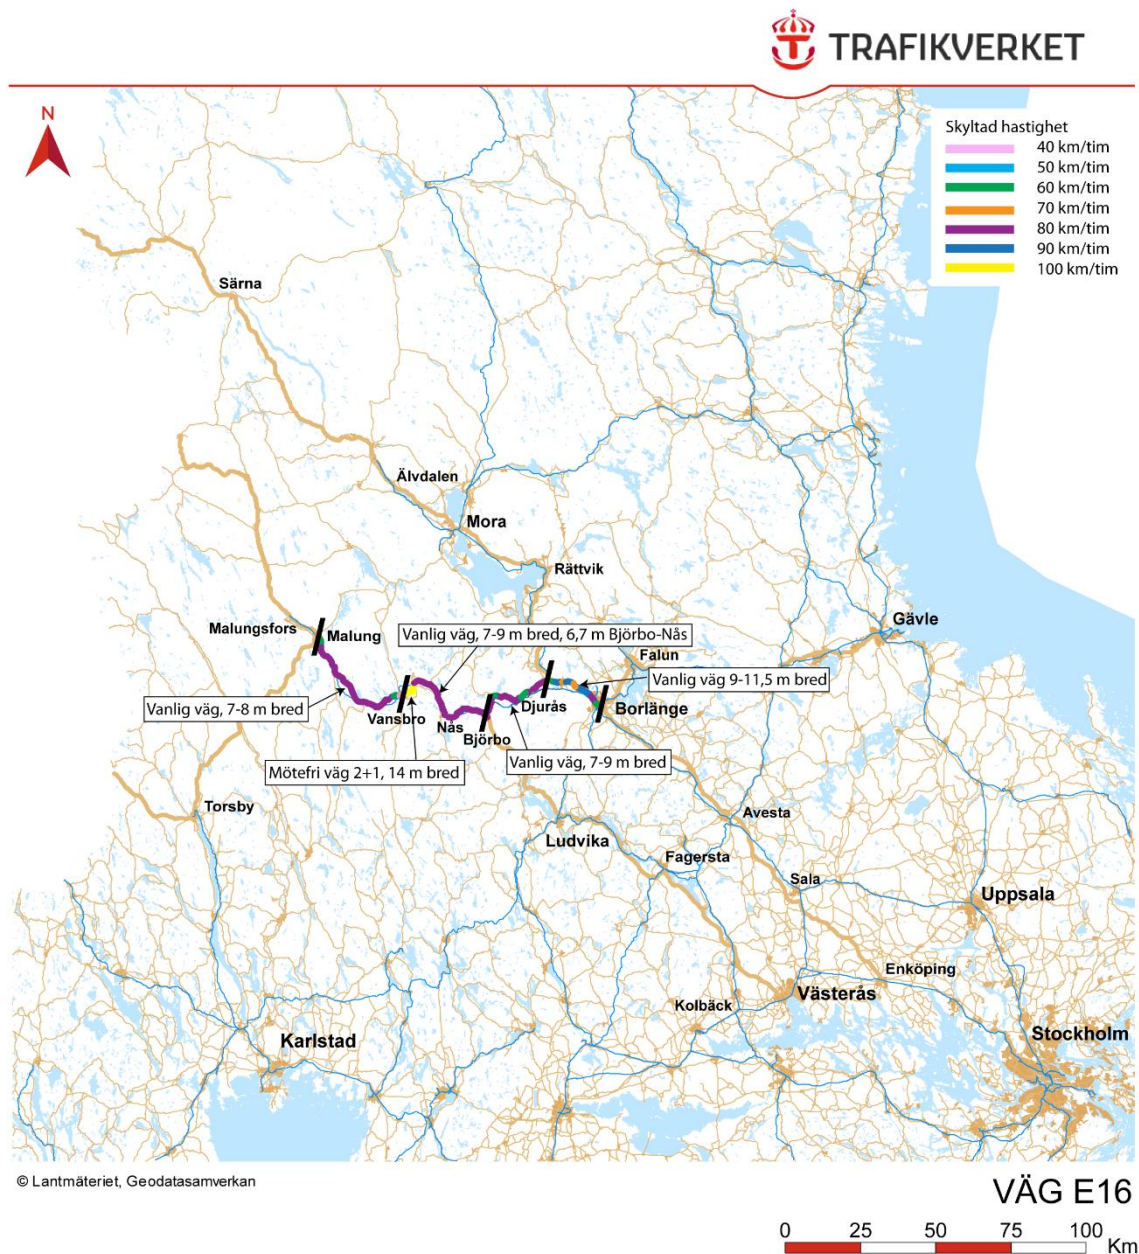 TRAFIKVERKET
N
Skyltad hastighet
40 km/tim
50 km/tim
60 km/tim
70 km/tim
80 km/tim
90 km/tim
100 km/tim
Särna
Älvdalen
Mora
Rättvik
Malungsfors
Malung
Vanlig väg, 7-9 m bred, 6,7 m Björbo-Nås
Gävle
Falun
Vanlig väg 9-11,5 m bred
Vanlig väg, 7-8 m bred
Vansbro
Nås
Björbo
Djurås
Borlänge
Mötefri väg 2+1, 14 m bred
Vanlig väg, 7-9 m bred
Torsby
Ludvika
Avesta
Fagersta
Sala
Uppsala
Enköping
Västerås
Kolbäck
Karlstad
Stockholm
© Lantmäteriet, Geodatasamverkan
VÄG E16
0 25 50 75 100
Km